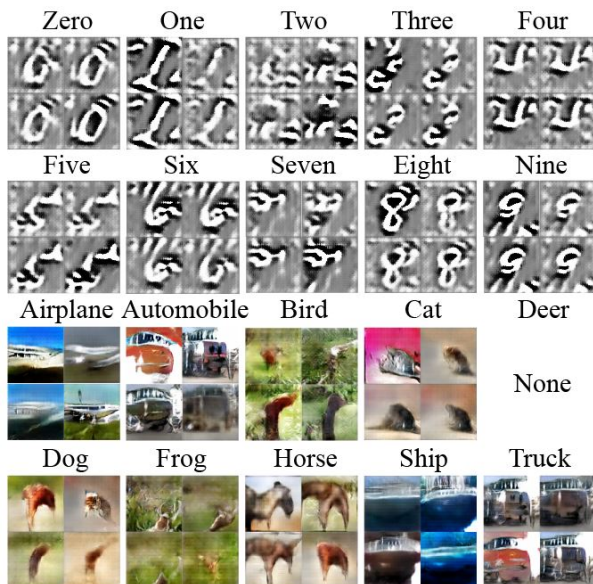 Zero One Two Three Four
Five Six Seven Eight Nine
Airplane Automobile Bird Cat Deer
None
Dog Frog Horse Ship Truck